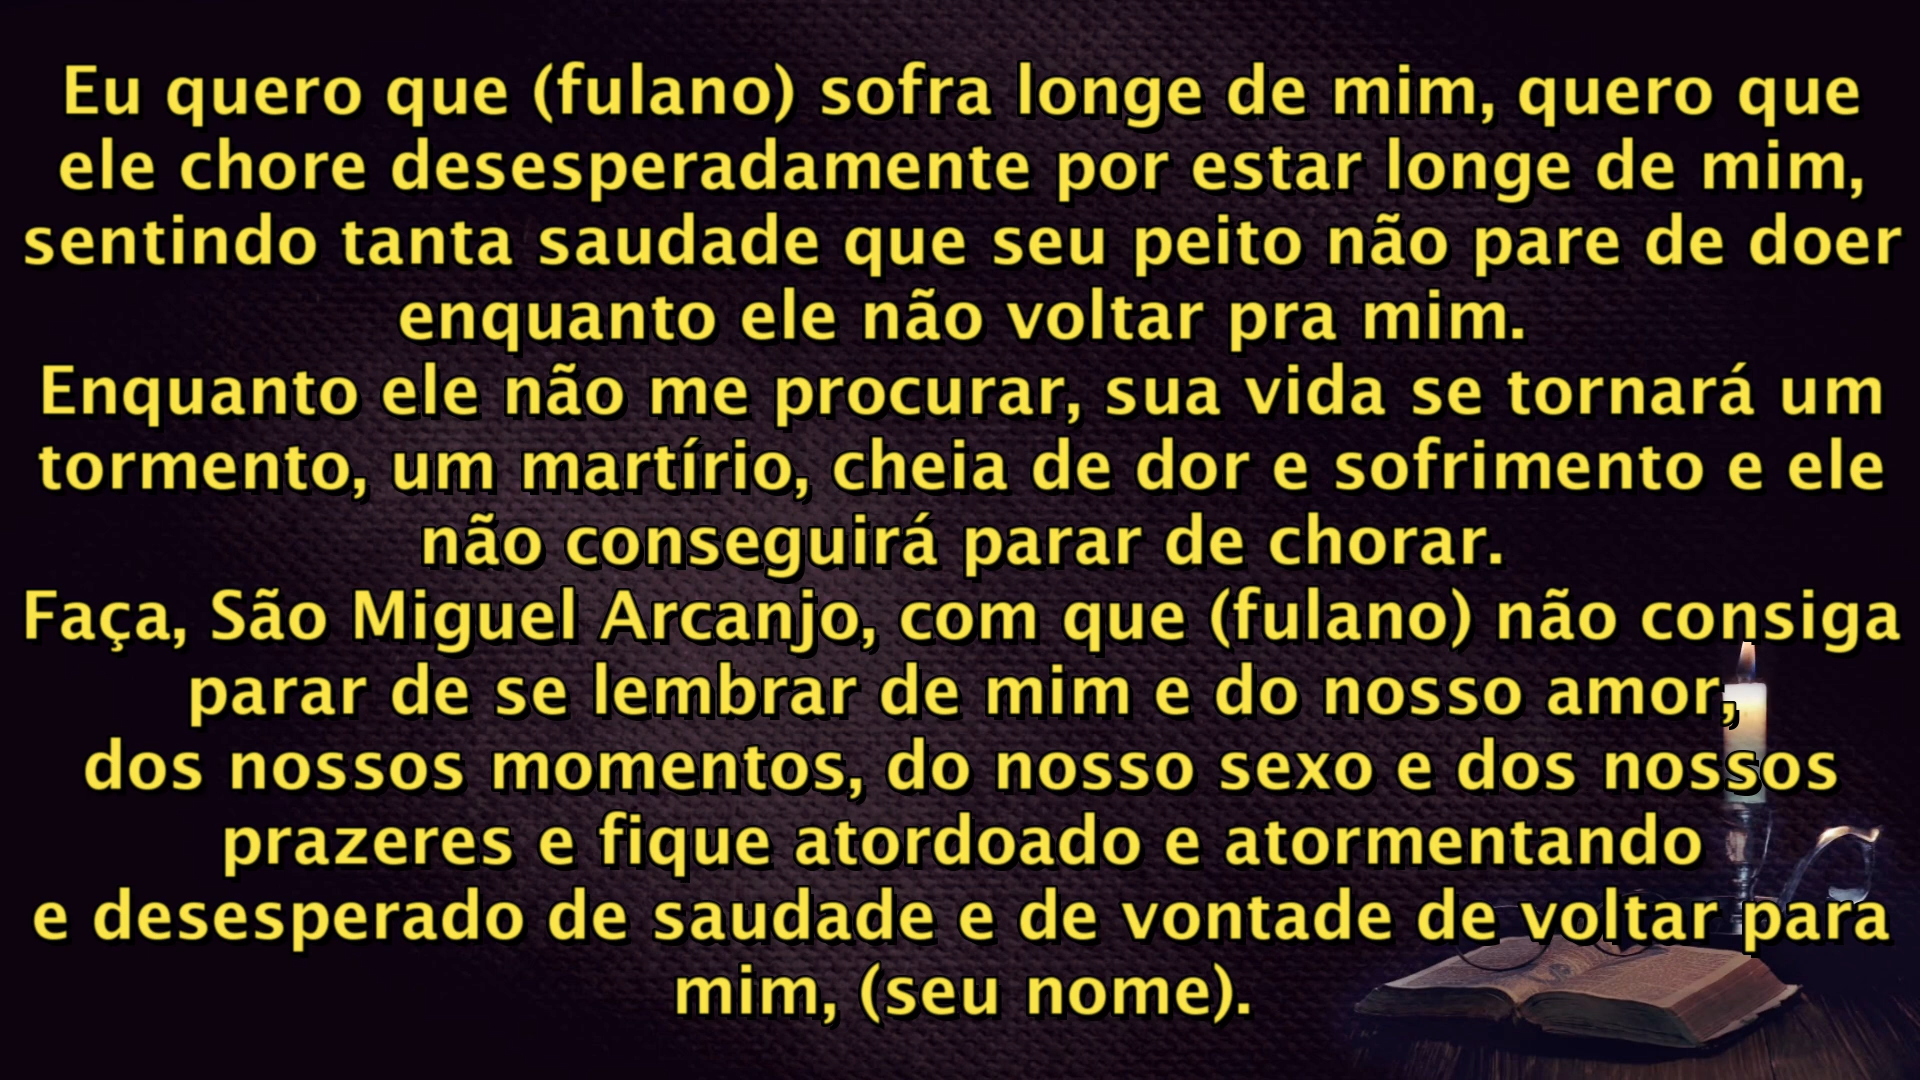 Eu quero que (fulano) sofra longe de mim, quero que
ele chore desesperadamente por estar longe de mim,
sentindo tanta saudade que seu peito não pare de doer
enquanto ele não voltar pra mim.
Enquanto ele não me procurar, sua vida se tornará um
tormento, um martírio, cheia de dor e sofrimento e ele
não conseguirá parar de chorar.
Faça, São Miguel Arcanjo, com que (fulano) não consiga
parar de se lembrar de mim e do nosso amor,
dos nossos momentos, do nosso sexo e dos nossos
prazeres e fique atordoado e atormentando
e desesperado de saudade e de vontade de voltar para
mim, (seu nome).